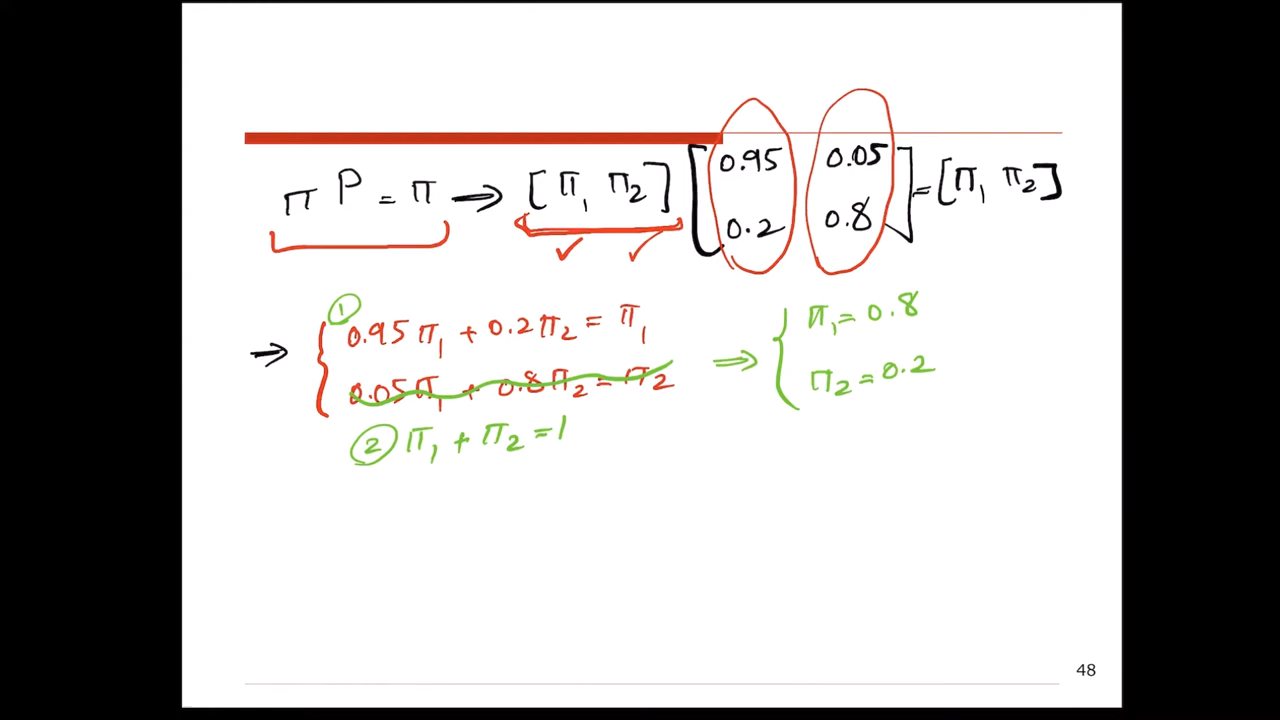 π P = π ⇒ [π₁ π₂] [0.95 0.05
0.2 0.8] = [π₁ π₂]
⇒ { ① 0.95π₁ + 0.2π₂ = π₁ ⇒ { π₁ = 0.8
0.05π₁ + 0.8π₂ = π₂ π₂ = 0.2
② π₁ + π₂ = 1
48